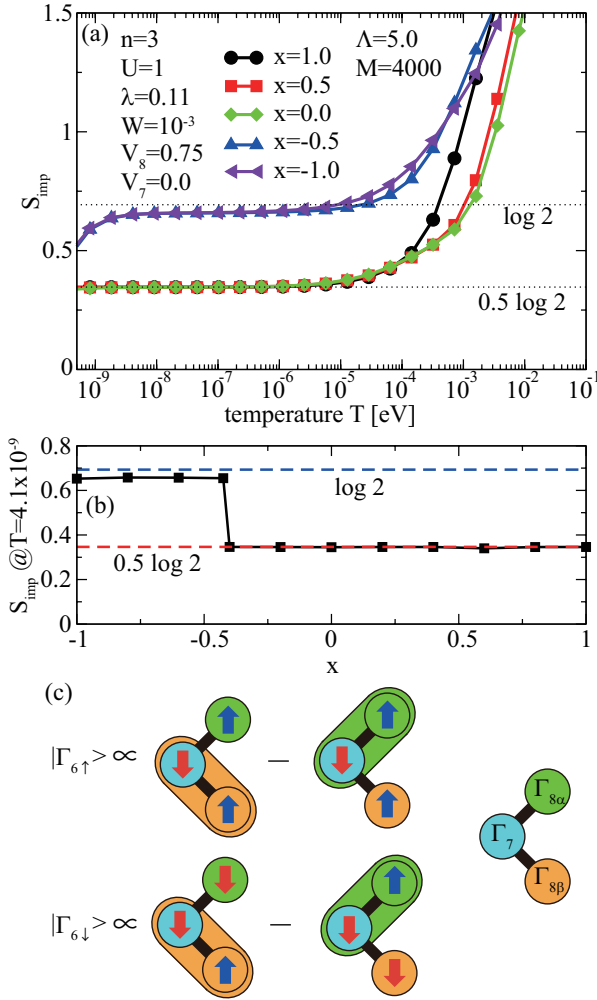 (a)
n=3
U=1
λ=0.11
W=10⁻³
V₈=0.75
V₇=0.0
x=1.0
x=0.5
x=0.0
x=-0.5
x=-1.0
Λ=5.0
M=4000
1.5
1
0.5
0
S_imp
log 2
0.5 log 2
10⁻⁹ 10⁻⁸ 10⁻⁷ 10⁻⁶ 10⁻⁵ 10⁻⁴ 10⁻³ 10⁻² 10⁻¹
temperature T [eV]
(b)
0.8
0.6
0.4
0.2
0
S_imp @T=4.1x10⁻⁹
log 2
0.5 log 2
-1 -0.5 0 0.5 1
x
(c)
|Γ₆↑> ∝ −
Γ₈α
Γ₇
Γ₈β
|Γ₆↓> ∝ −